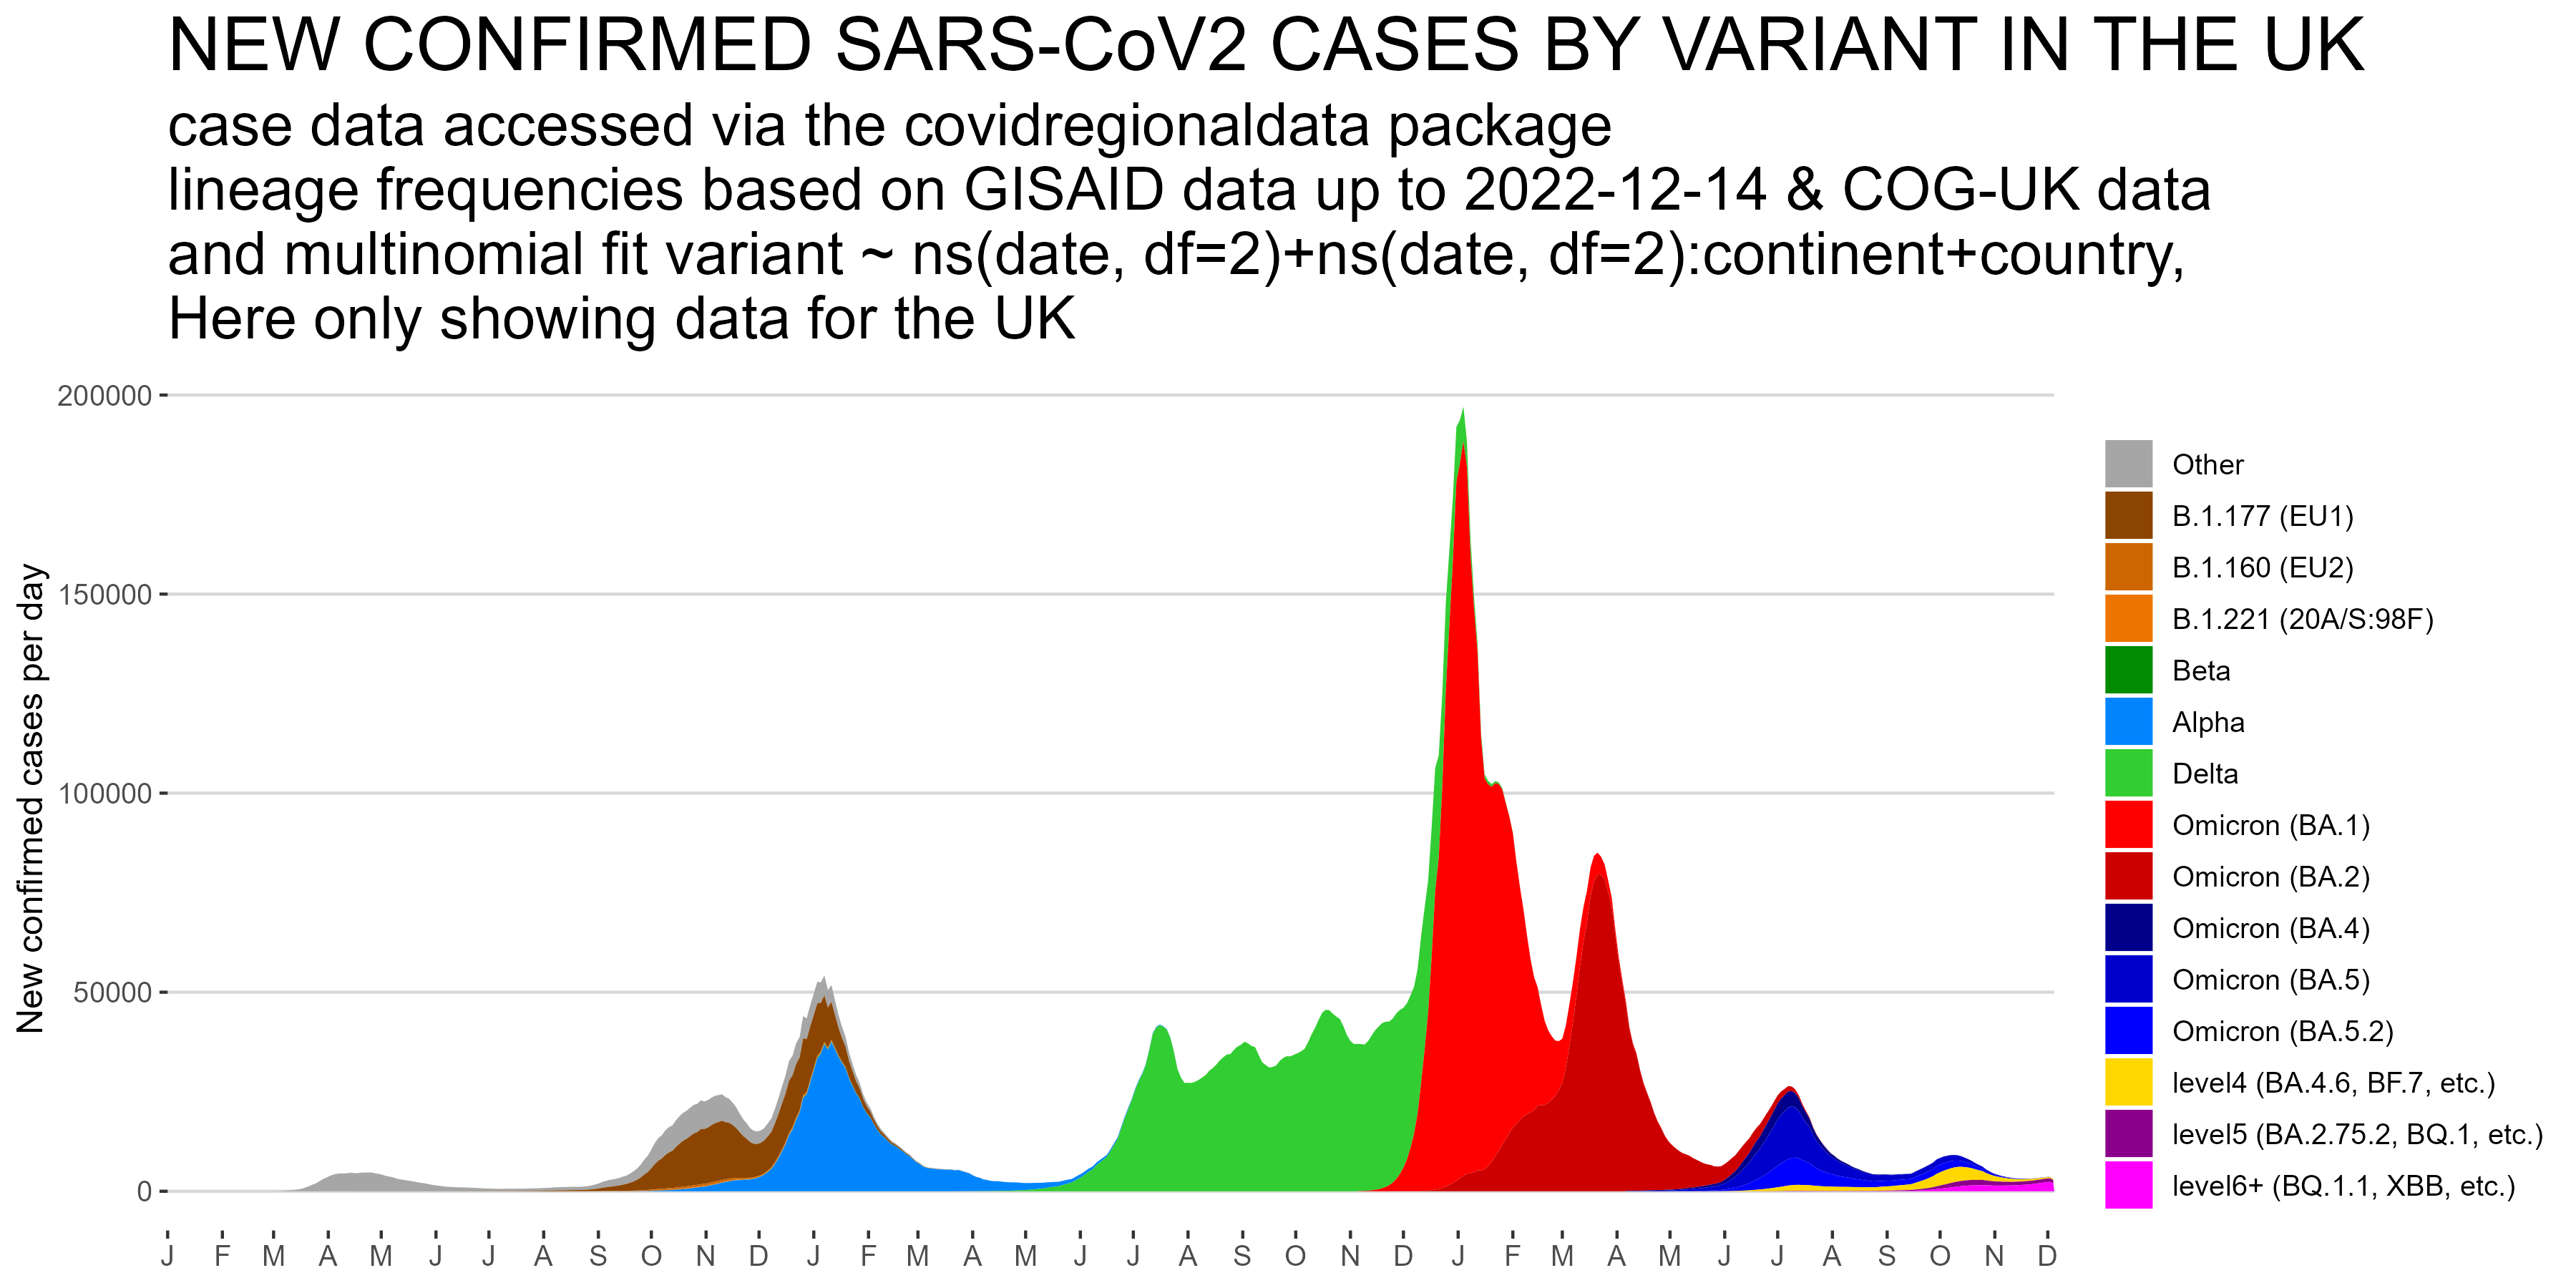 NEW CONFIRMED SARS-CoV2 CASES BY VARIANT IN THE UK
case data accessed via the covidregionaldata package
lineage frequencies based on GISAID data up to 2022-12-14 & COG-UK data
and multinomial fit variant ~ ns(date, df=2)+ns(date, df=2):continent+country,
Here only showing data for the UK
New confirmed cases per day
200000
150000
100000
50000
0
J F M A M J J A S O N D J F M A M J J A S O N D J F M A M J J A S O N D
Other
B.1.177 (EU1)
B.1.160 (EU2)
B.1.221 (20A/S:98F)
Beta
Alpha
Delta
Omicron (BA.1)
Omicron (BA.2)
Omicron (BA.4)
Omicron (BA.5)
Omicron (BA.5.2)
level4 (BA.4.6, BF.7, etc.)
level5 (BA.2.75.2, BQ.1, etc.)
level6+ (BQ.1.1, XBB, etc.)